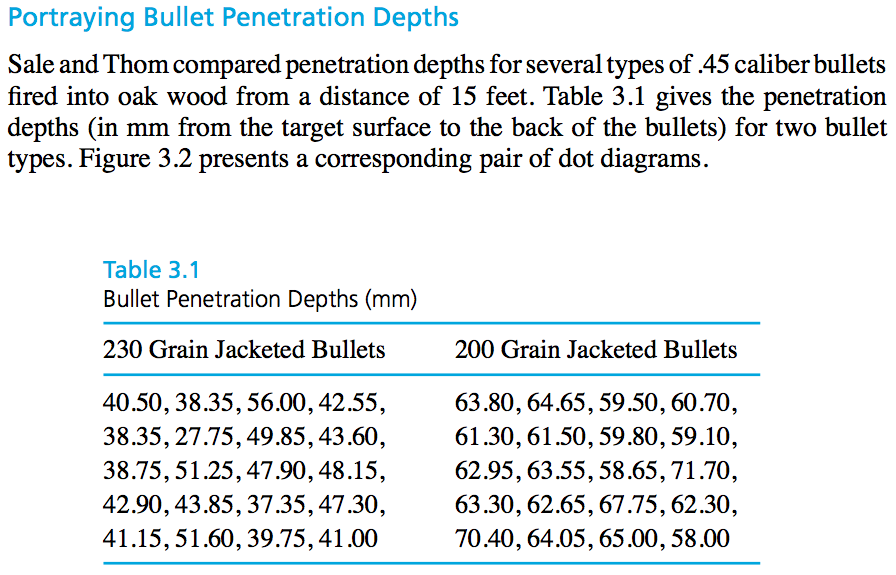 Portraying Bullet Penetration Depths
Sale and Thom compared penetration depths for several types of .45 caliber bullets
fired into oak wood from a distance of 15 feet. Table 3.1 gives the penetration
depths (in mm from the target surface to the back of the bullets) for two bullet
types. Figure 3.2 presents a corresponding pair of dot diagrams.
Table 3.1
Bullet Penetration Depths (mm)
230 Grain Jacketed Bullets 200 Grain Jacketed Bullets
40.50, 38.35, 56.00, 42.55, 63.80, 64.65, 59.50, 60.70,
38.35, 27.75, 49.85, 43.60, 61.30, 61.50, 59.80, 59.10,
38.75, 51.25, 47.90, 48.15, 62.95, 63.55, 58.65, 71.70,
42.90, 43.85, 37.35, 47.30, 63.30, 62.65, 67.75, 62.30,
41.15, 51.60, 39.75, 41.00 70.40, 64.05, 65.00, 58.00